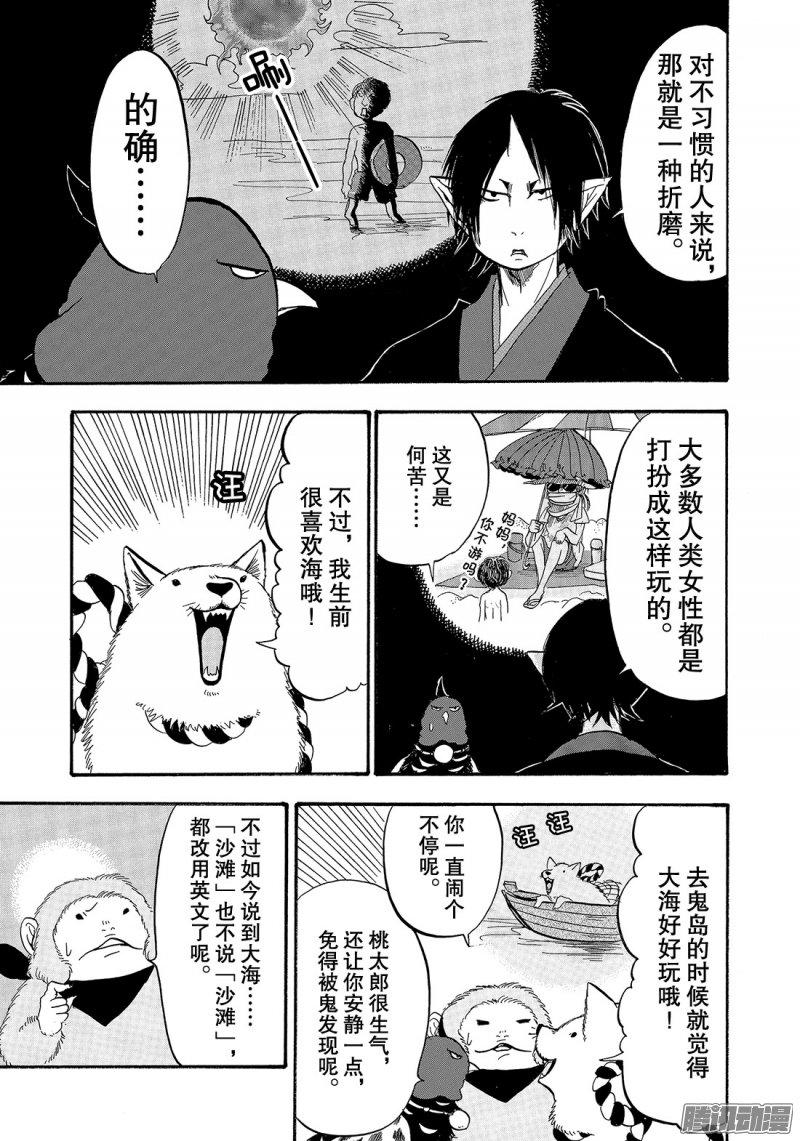 对不习惯的人来说，
那就是一种折磨。
唰
的确……
大多数人类女性都是
打扮成这样玩的。
妈妈，
你不游吗？
这又是
何苦……
不过，我生前
很喜欢海哦！
汪
去鬼岛的时候就觉得
大海好好玩哦！
汪
汪
你一直闹个
不停呢。
桃太郎很生气，
还让你安静一点，
免得被鬼发现呢。
不过如今说到大海……
「沙滩」也不说「沙滩」，
都改用英文了呢。
腾讯动漫